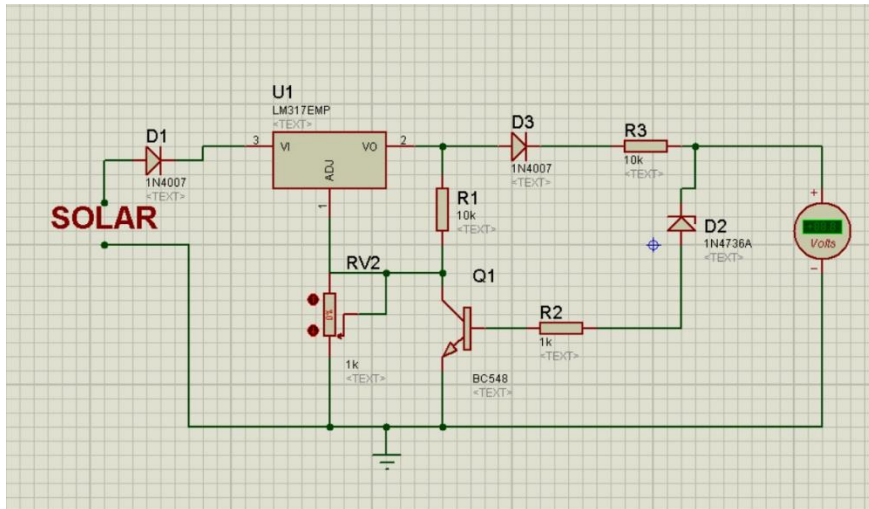 U1
LM317EMP
<TEXT>
D1
1N4007
<TEXT>
3
VI
VO
2
ADJ
1
D3
1N4007
<TEXT>
R3
10k
<TEXT>
R1
10k
<TEXT>
SOLAR
D2
1N4736A
<TEXT>
+
Volts
-
RV2
1k
<TEXT>
Q1
BC548
<TEXT>
R2
1k
<TEXT>